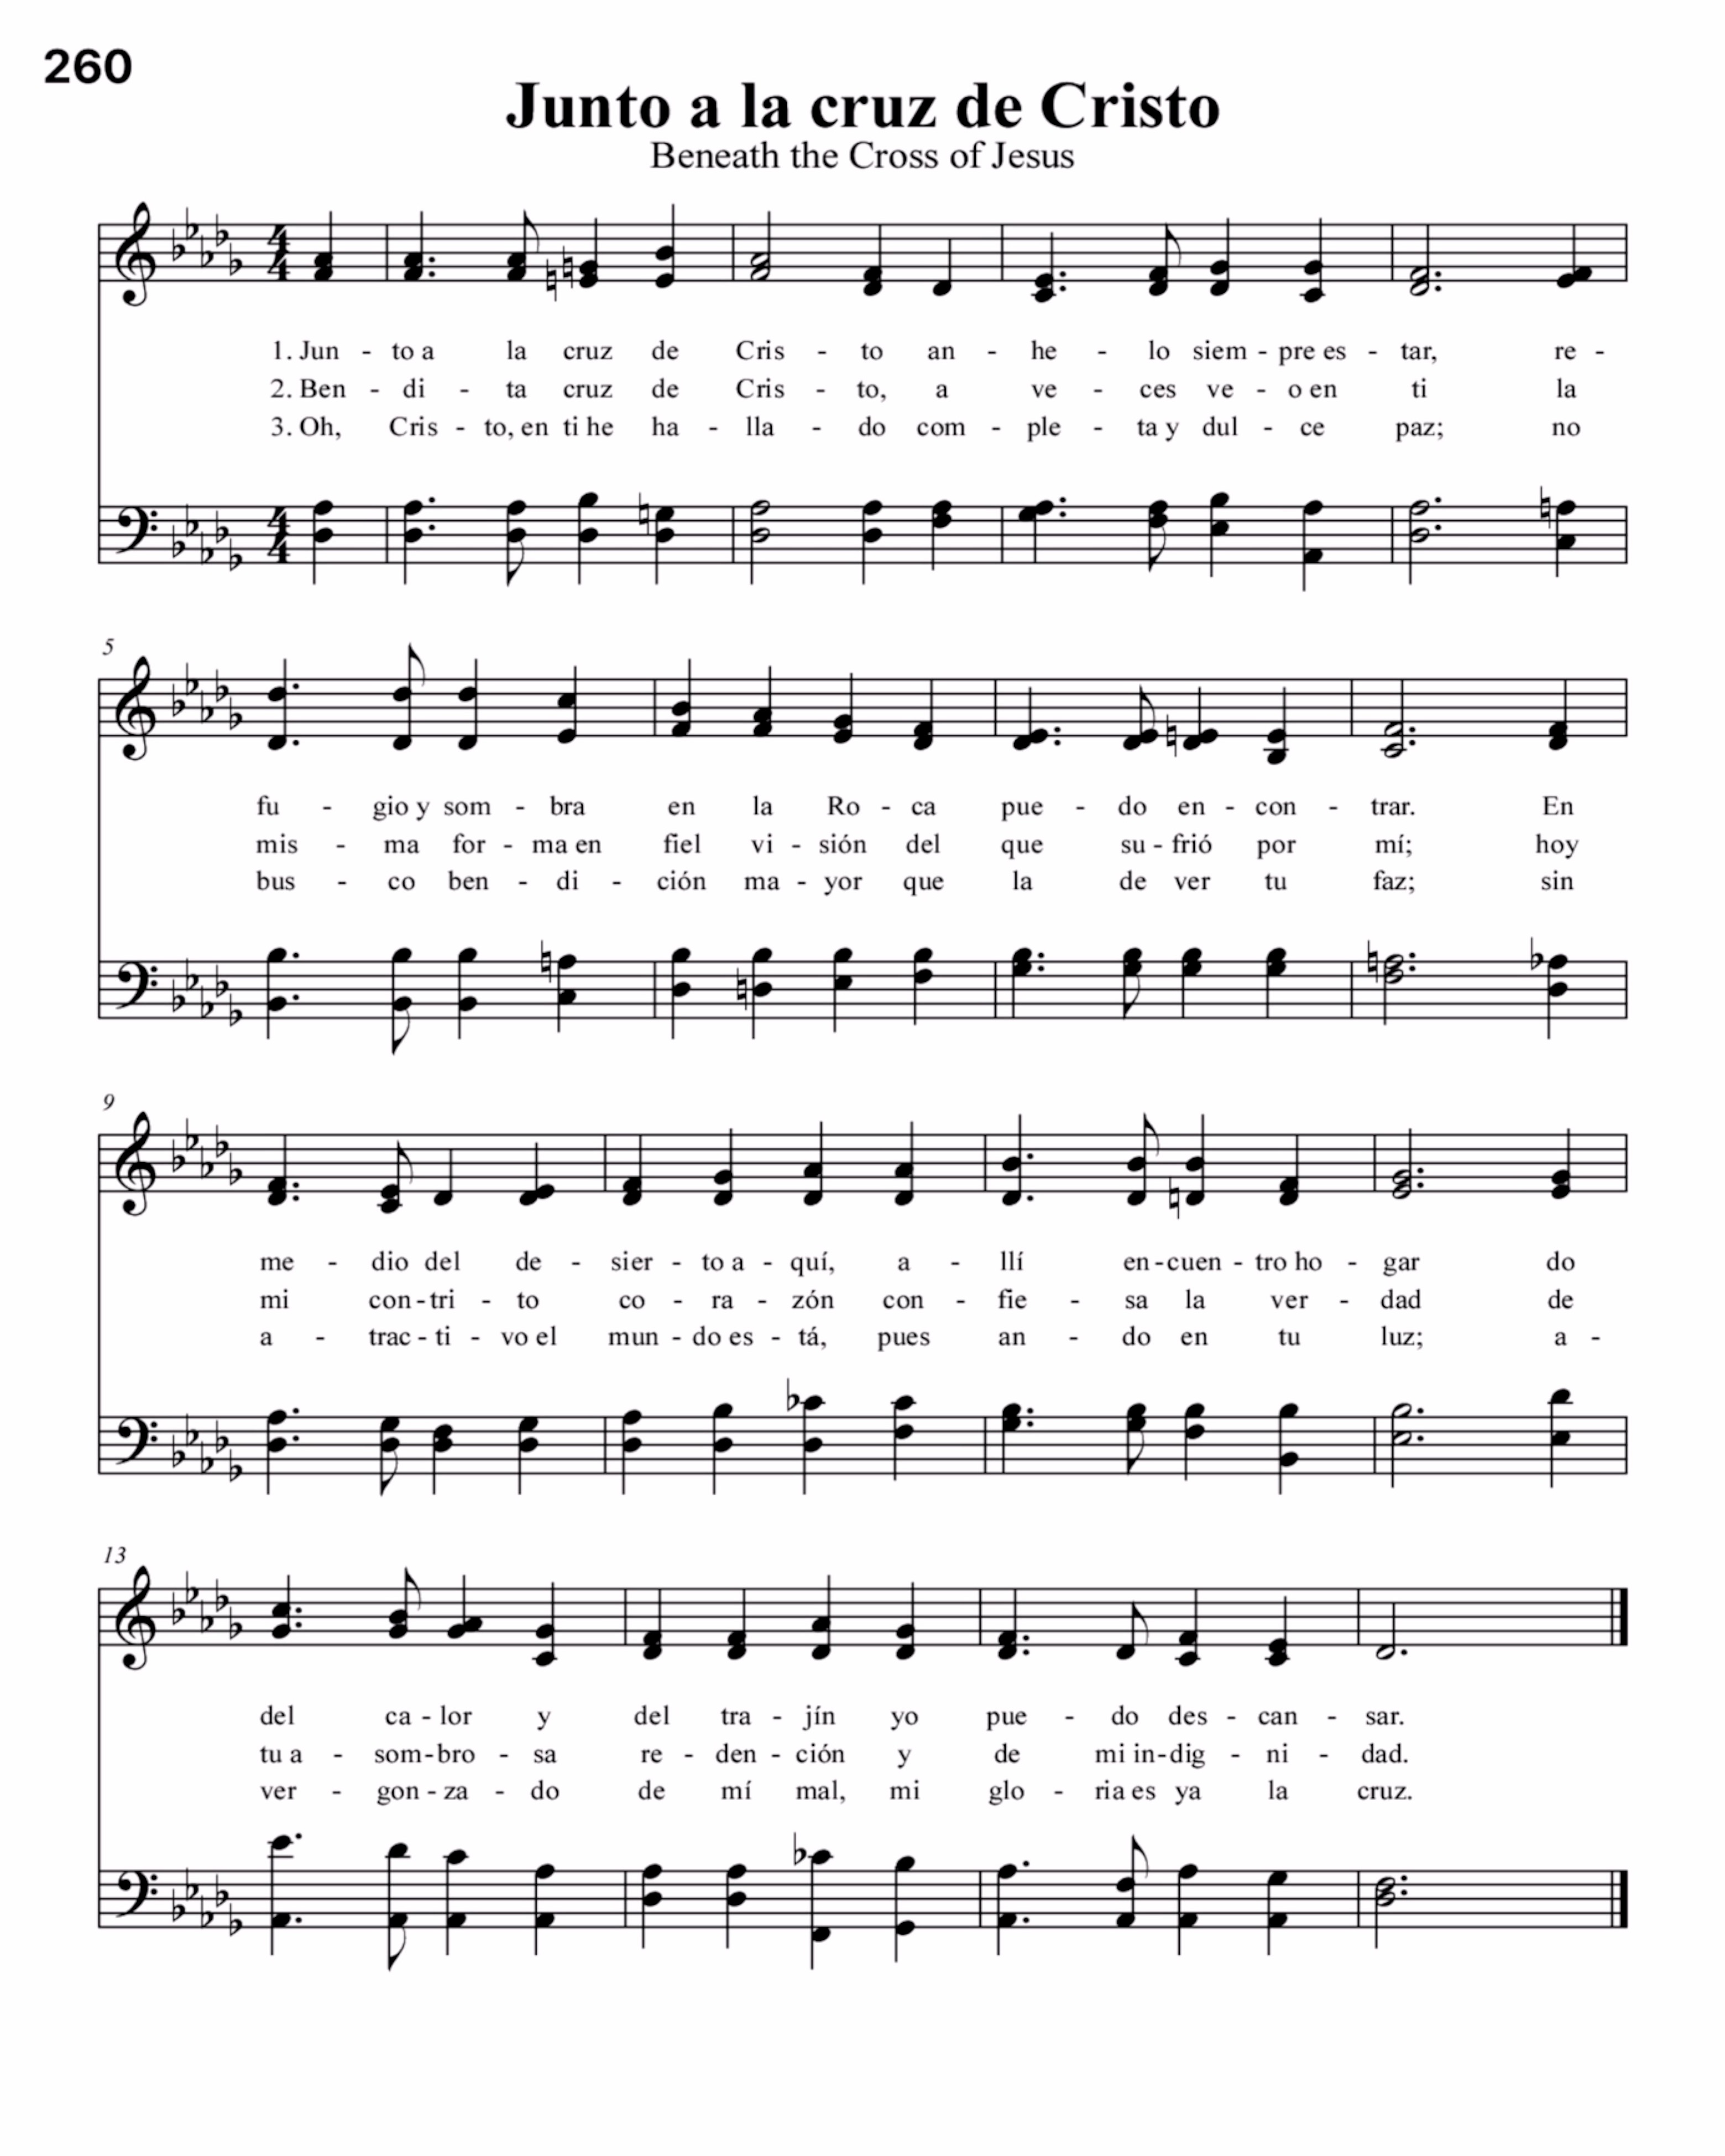 260
Junto a la cruz de Cristo
Beneath the Cross of Jesus
1. Jun - to a la cruz de Cris - to an - he - lo siem - pre es - tar, re -
2. Ben - di - ta cruz de Cris - to, a ve - ces ve - o en ti la
3. Oh, Cris - to, en ti he ha - lla - do com - ple - ta y dul - ce paz; no
5
fu - gio y som - bra en la Ro - ca pue - do en - con - trar. En
mis - ma for - ma en fiel vi - sión del que su - frió por mí; hoy
bus - co ben - di - ción ma - yor que la de ver tu faz; sin
9
me - dio del de - sier - to a - quí, a - llí en - cuen - tro ho - gar do
mi con - tri - to co - ra - zón con - fie - sa la ver - dad de
a - trac - ti - vo el mun - do es - tá, pues an - do en tu luz; a -
13
del ca - lor y del tra - jín yo pue - do des - can - sar.
tu a - som - bro - sa re - den - ción y de mi in - dig - ni - dad.
ver - gon - za - do de mí mal, mi glo - ria es ya la cruz.